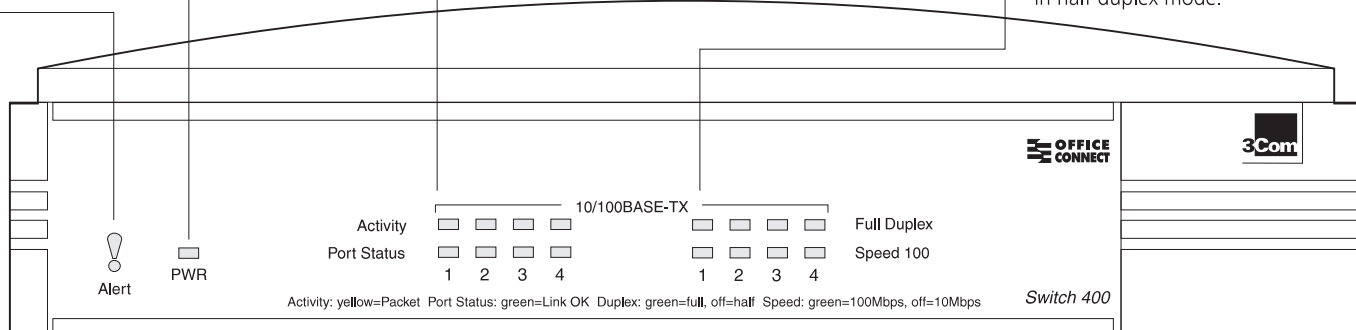 in half duplex mode.
OFFICE
CONNECT
3Com
10/100BASE-TX
Activity
Full Duplex
Port Status
Speed 100
Alert
PWR
1 2 3 4
1 2 3 4
Activity: yellow=Packet Port Status: green=Link OK Duplex: green=full, off=half Speed: green=100Mbps, off=10Mbps
Switch 400